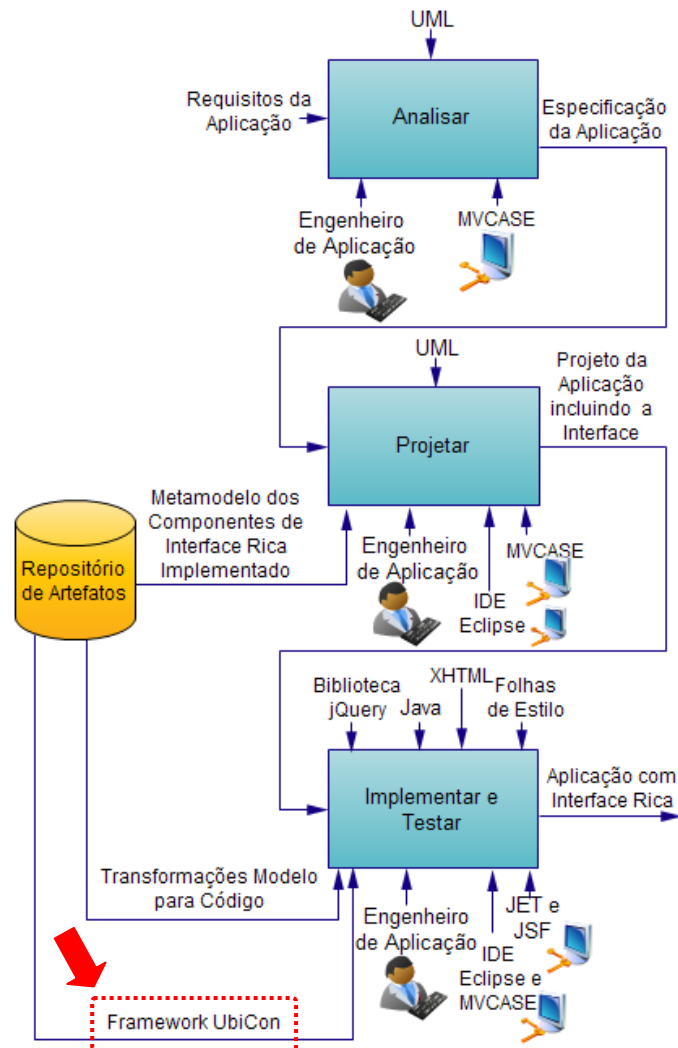 UML
Requisitos da
Aplicação
Analisar
Especificação
da Aplicação
Engenheiro
de Aplicação
MVCASE
UML
Projeto da
Aplicação
incluindo a
Interface
Projetar
Metamodelo dos
Componentes de
Interface Rica
Implementado
Repositório
de Artefatos
Engenheiro
de Aplicação
MVCASE
IDE
Eclipse
Biblioteca
jQuery
Java
XHTML
Folhas
de Estilo
Implementar e
Testar
Aplicação com
Interface Rica
Transformações Modelo
para Código
Engenheiro
de Aplicação
JET e
JSF
IDE
Eclipse e
MVCASE
Framework UbiCon